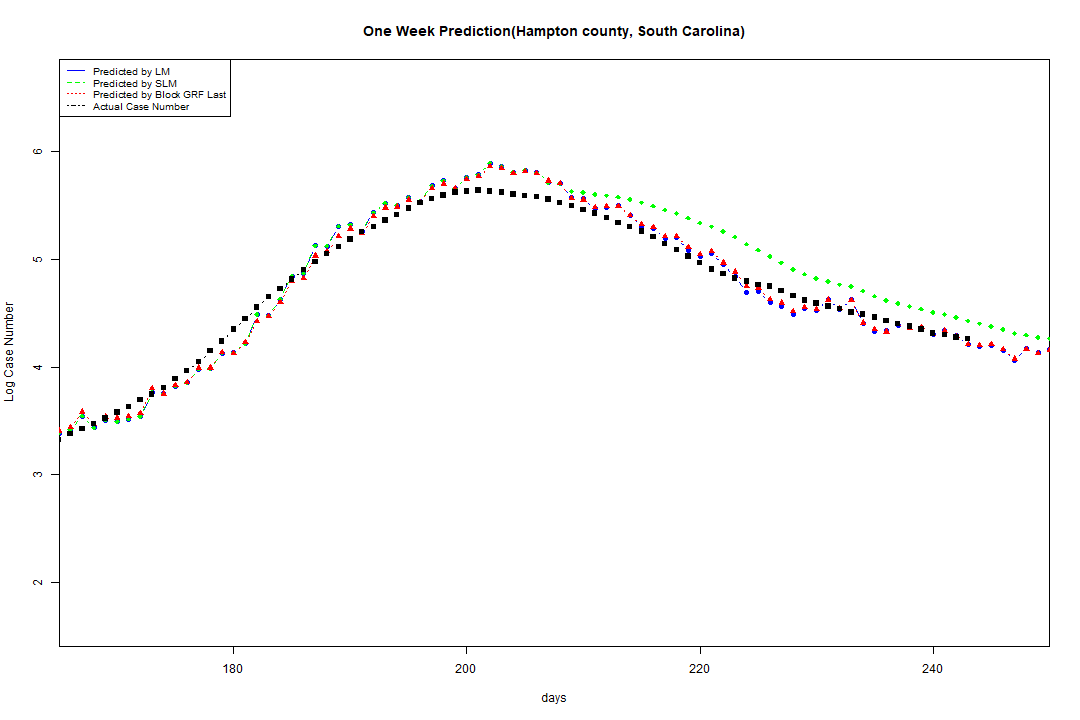 One Week Prediction(Hampton county, South Carolina)
Predicted by LM
Predicted by SLM
Predicted by Block GRF Last
Actual Case Number
6
5
4
3
2
Log Case Number
180 200 220 240
days